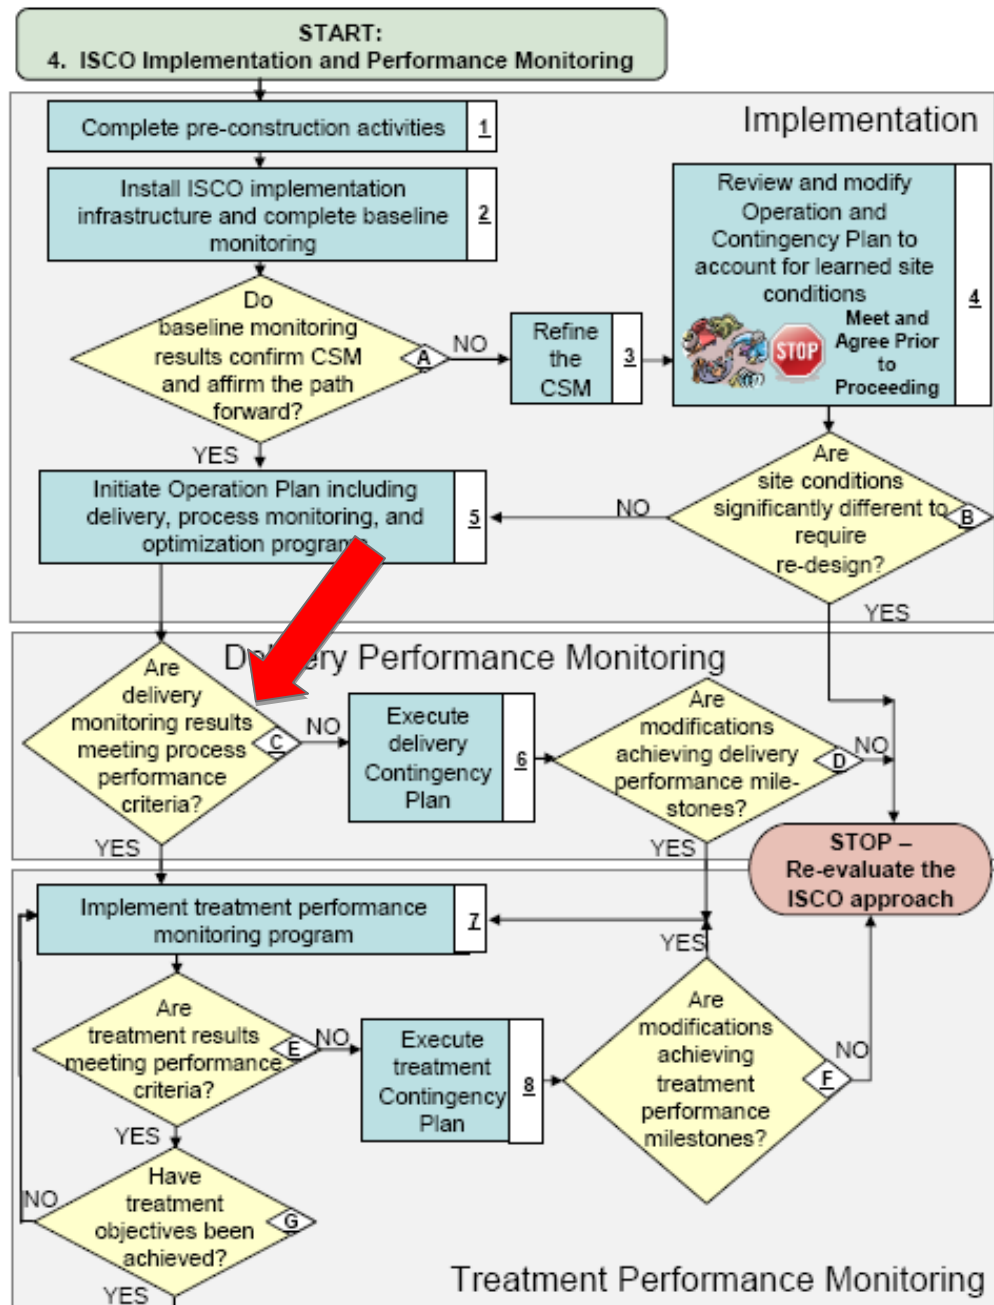 START:
4. ISCO Implementation and Performance Monitoring
Implementation
Complete pre-construction activities
1
Install ISCO implementation
infrastructure and complete baseline
monitoring
2
Review and modify
Operation and
Contingency Plan to
account for learned site
conditions
4
STOP
Meet and
Agree Prior
to
Proceeding
Do
baseline monitoring
results confirm CSM
and affirm the path
forward?
A
NO
Refine
the
CSM
3
YES
Initiate Operation Plan including
delivery, process monitoring, and
optimization programs
5
NO
Are
site conditions
significantly different to
require
re-design?
B
YES
Delivery Performance Monitoring
Are
delivery
monitoring results
meeting process
performance
criteria?
C
NO
Execute
delivery
Contingency
Plan
6
Are
modifications
achieving delivery
performance mile-
stones?
D
NO
YES
YES
STOP –
Re-evaluate the
ISCO approach
Implement treatment performance
monitoring program
7
YES
Are
treatment results
meeting performance
criteria?
E
NO
Execute
treatment
Contingency
Plan
8
Are
modifications
achieving
treatment
performance
milestones?
F
NO
YES
Have
treatment
objectives been
achieved?
G
NO
YES
Treatment Performance Monitoring